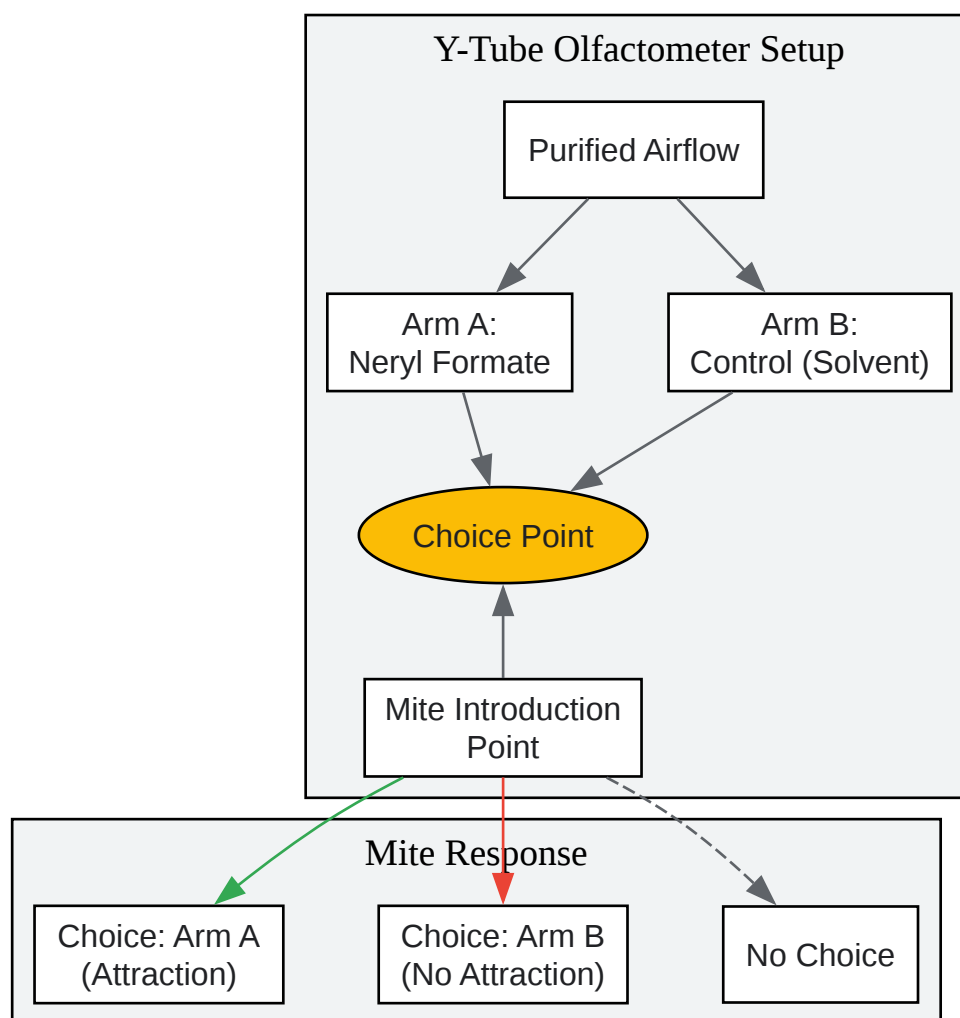 Y-Tube Olfactometer Setup
Purified Airflow
Arm A:
Neryl Formate
Arm B:
Control (Solvent)
Choice Point
Mite Introduction
Point
Mite Response
Choice: Arm A
(Attraction)
Choice: Arm B
(No Attraction)
No Choice